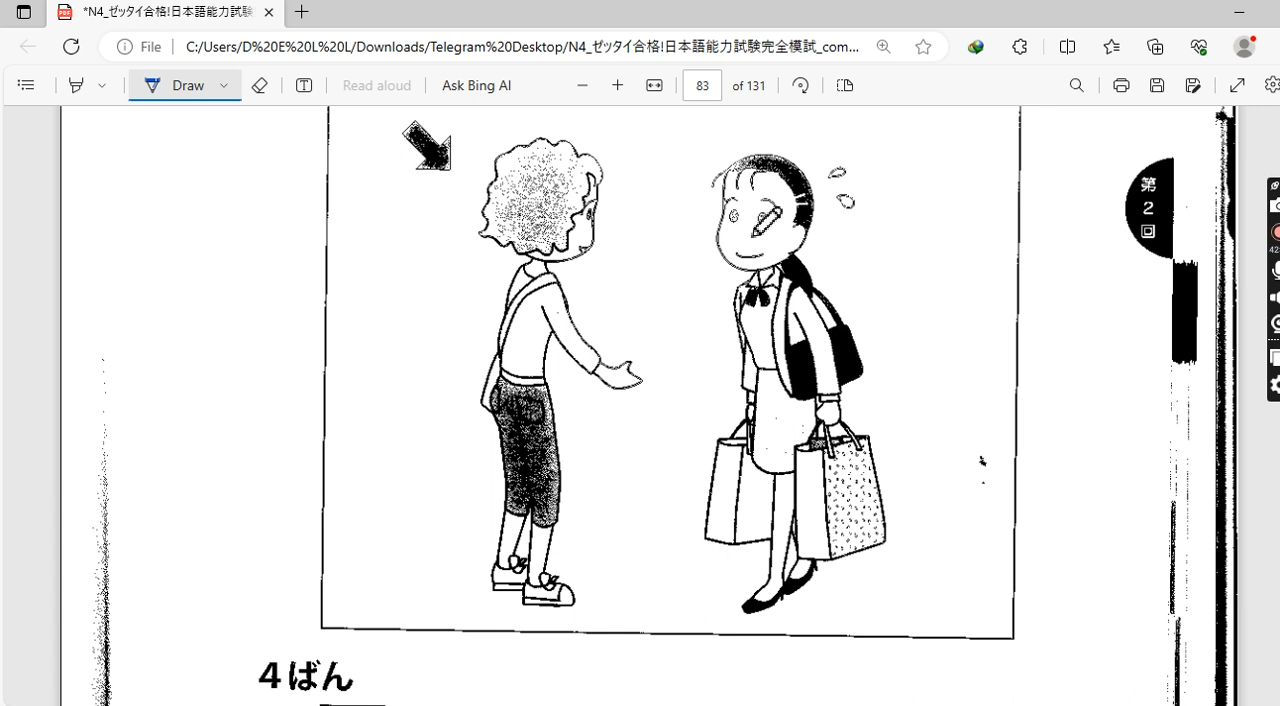 *N4_ゼッタイ合格!日本語能力試験
File
C:/Users/D%20E%20L%20L/Downloads/Telegram%20Desktop/N4_ゼッタイ合格!日本語能力試験完全模試_com...
Draw
Read aloud
Ask Bing AI
83 of 131
第
2
回
4ばん